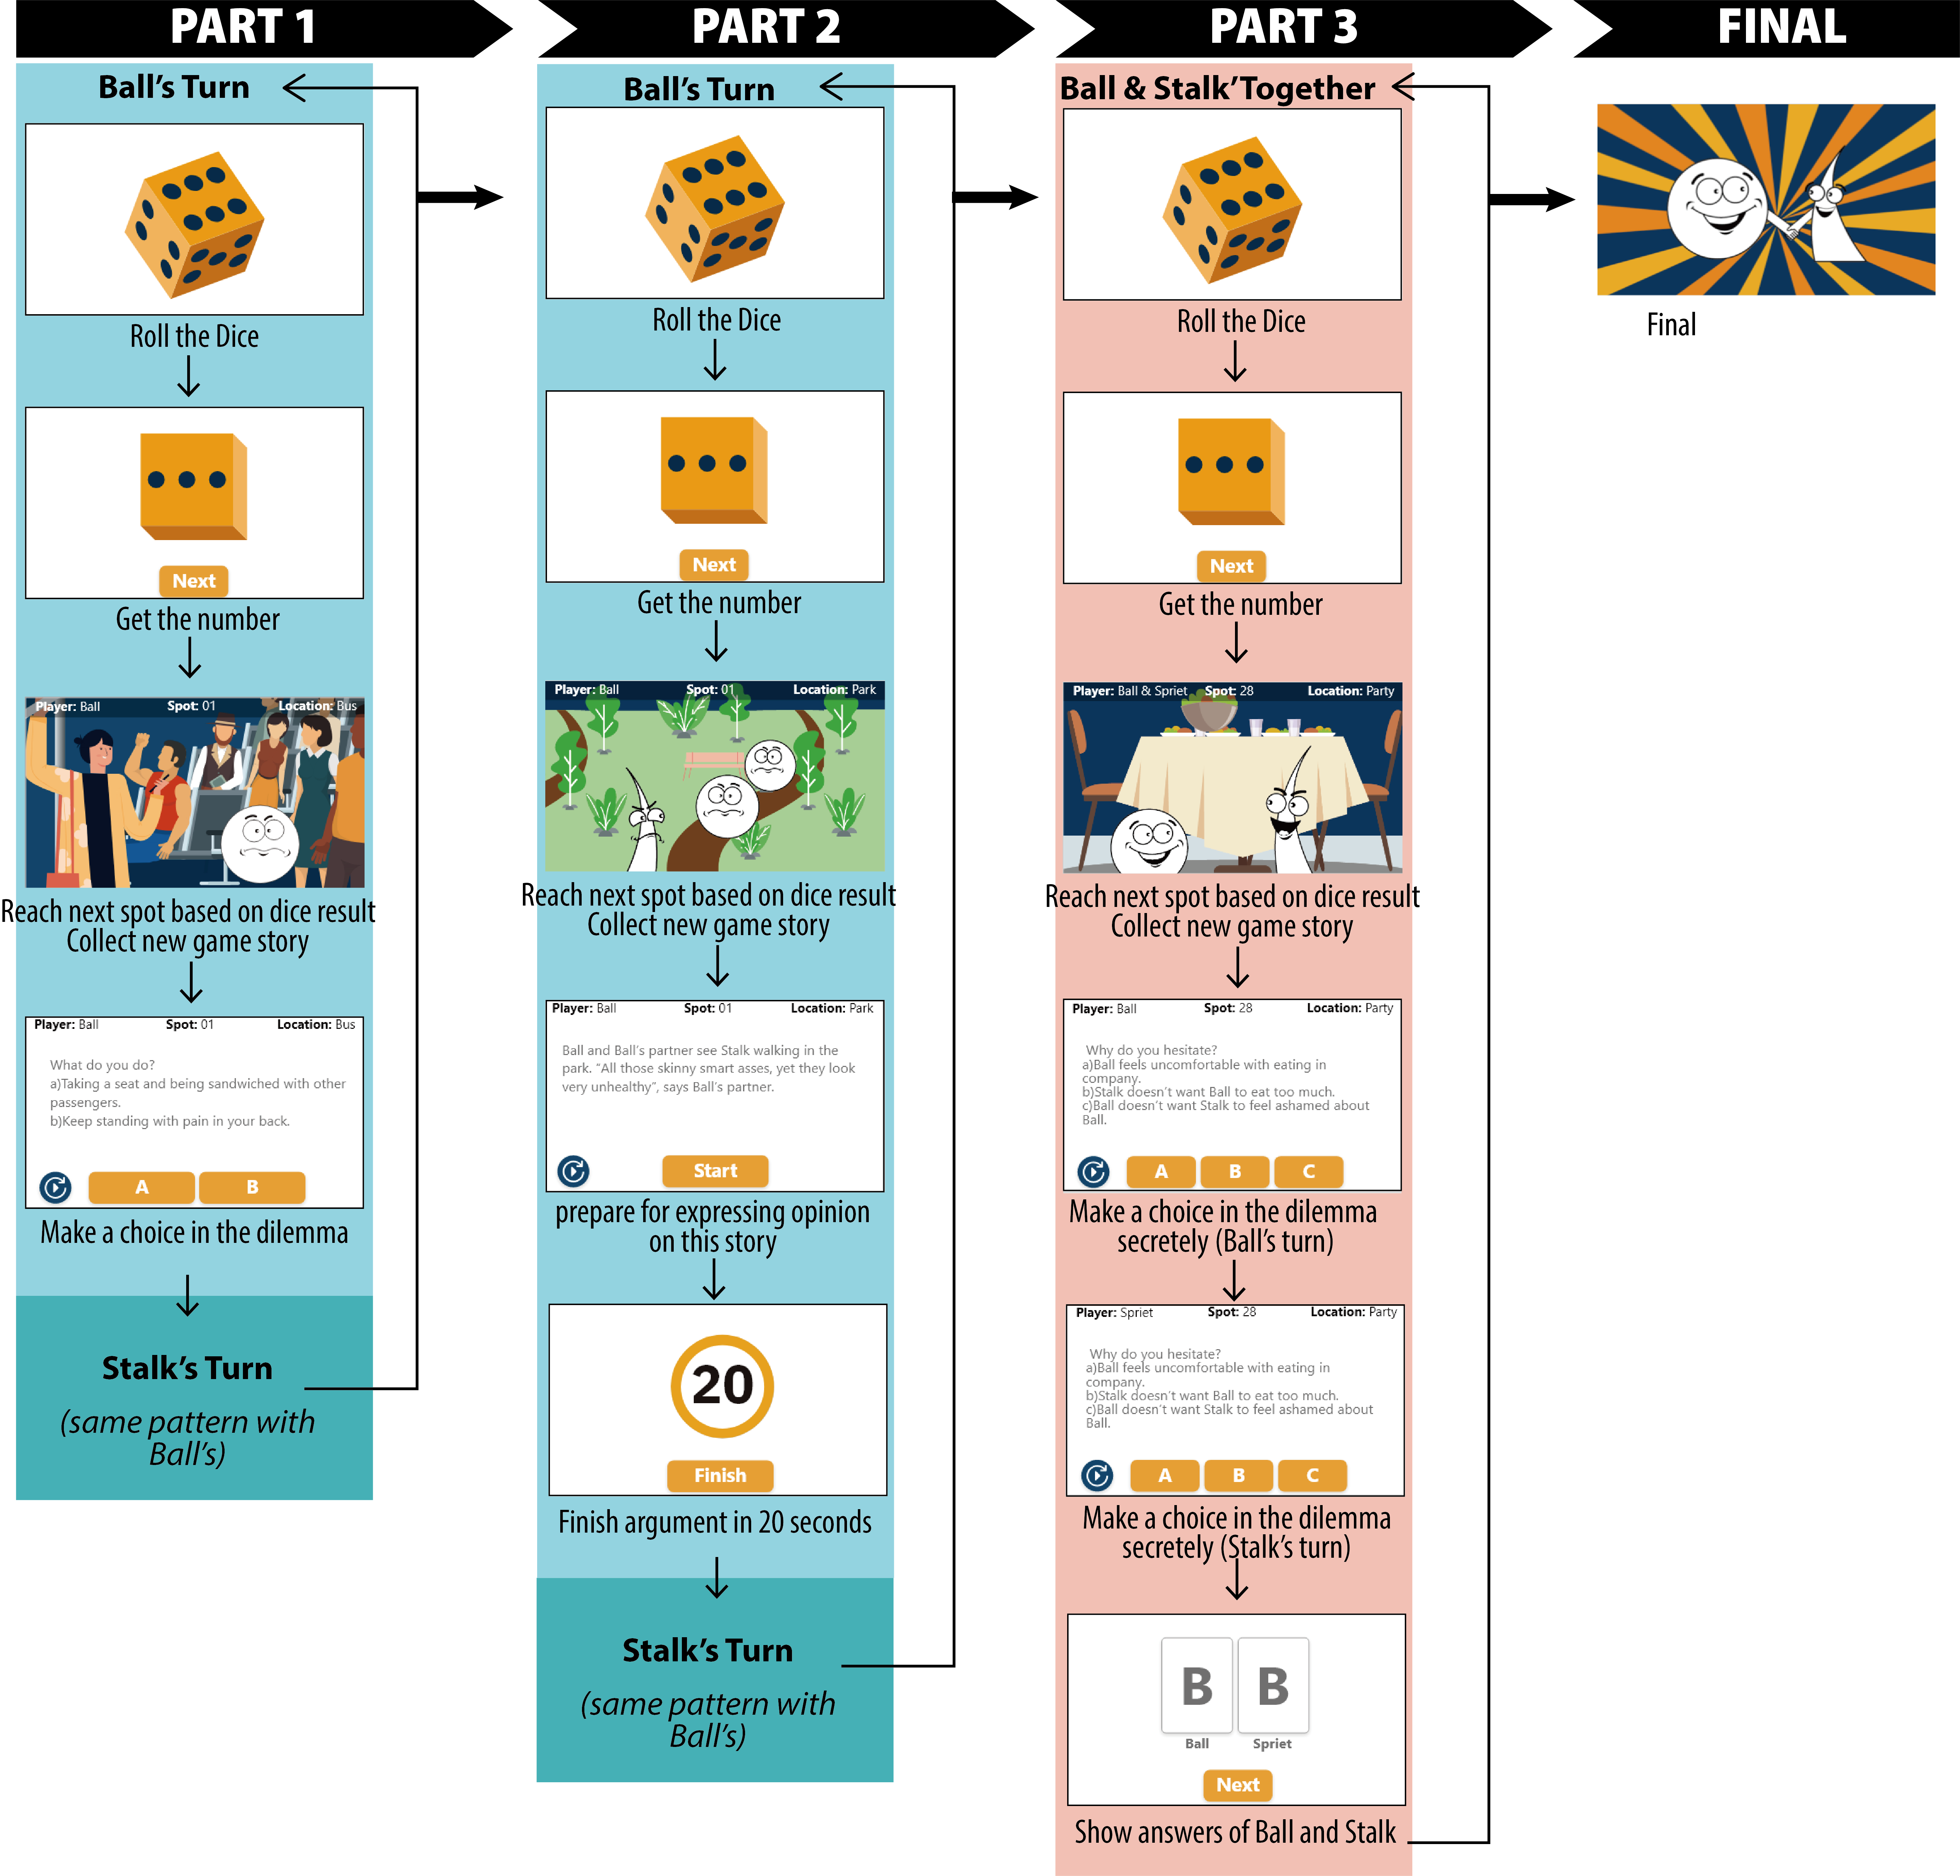 PART 1
PART 2
PART 3
FINAL
Ball's Turn
Roll the Dice
Next
Get the number
Player: Ball Spot: 01 Location: Bus
Reach next spot based on dice result
Collect new game story
Player: Ball Spot: 01 Location: Bus
What do you do?
a)Taking a seat and being sandwiched with other
passengers.
b)Keep standing with pain in your back.
A B
Make a choice in the dilemma
Stalk's Turn
(same pattern with
Ball's)
Ball's Turn
Roll the Dice
Next
Get the number
Player: Ball Spot: 01 Location: Park
Reach next spot based on dice result
Collect new game story
Player: Ball Spot: 01 Location: Park
Ball and Ball's partner see Stalk walking in the
park. "All those skinny smart asses, yet they look
very unhealthy", says Ball's partner.
Start
prepare for expressing opinion
on this story
20
Finish
Finish argument in 20 seconds
Stalk's Turn
(same pattern with
Ball's)
Ball & Stalk'Together
Roll the Dice
Next
Get the number
Player: Ball & Spriet Spot: 28 Location: Party
Reach next spot based on dice result
Collect new game story
Player: Ball Spot: 28 Location: Party
Why do you hesitate?
a)Ball feels uncomfortable with eating in
company.
b)Stalk doesn't want Ball to eat too much.
c)Ball doesn't want Stalk to feel ashamed about
Ball.
A B C
Make a choice in the dilemma
secretely (Ball's turn)
Player: Spriet Spot: 28 Location: Party
Why do you hesitate?
a)Ball feels uncomfortable with eating in
company.
b)Stalk doesn't want Ball to eat too much.
c)Ball doesn't want Stalk to feel ashamed about
Ball.
A B C
Make a choice in the dilemma
secretely (Stalk's turn)
B B
Ball Spriet
Next
Show answers of Ball and Stalk
Final